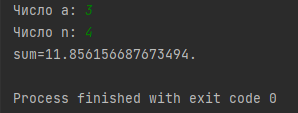 Число a: 3
Число n: 4
sum=11.856156687673494.
Process finished with exit code 0